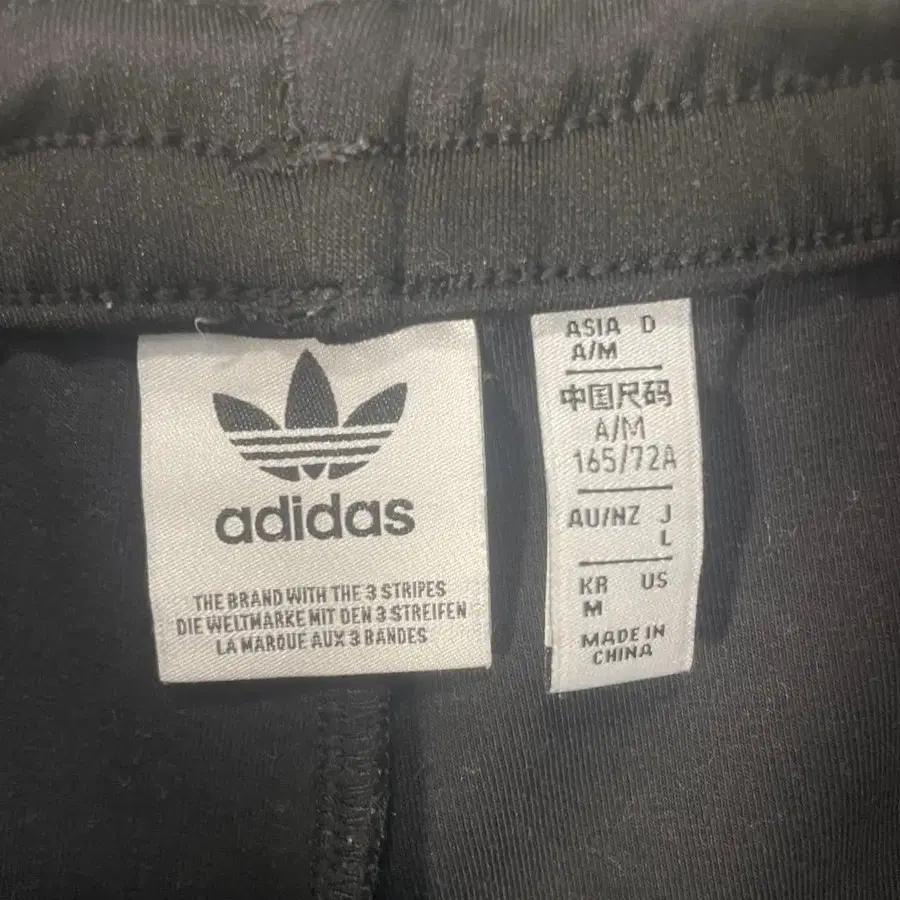 adidas
THE BRAND WITH THE 3 STRIPES
DIE WELTMARKE MIT DEN 3 STREIFEN
LA MARQUE AUX 3 BANDES
ASIA D
A/M
中国尺码
A/M
165/72A
AU/NZ J
L
KR US
M
MADE IN
CHINA